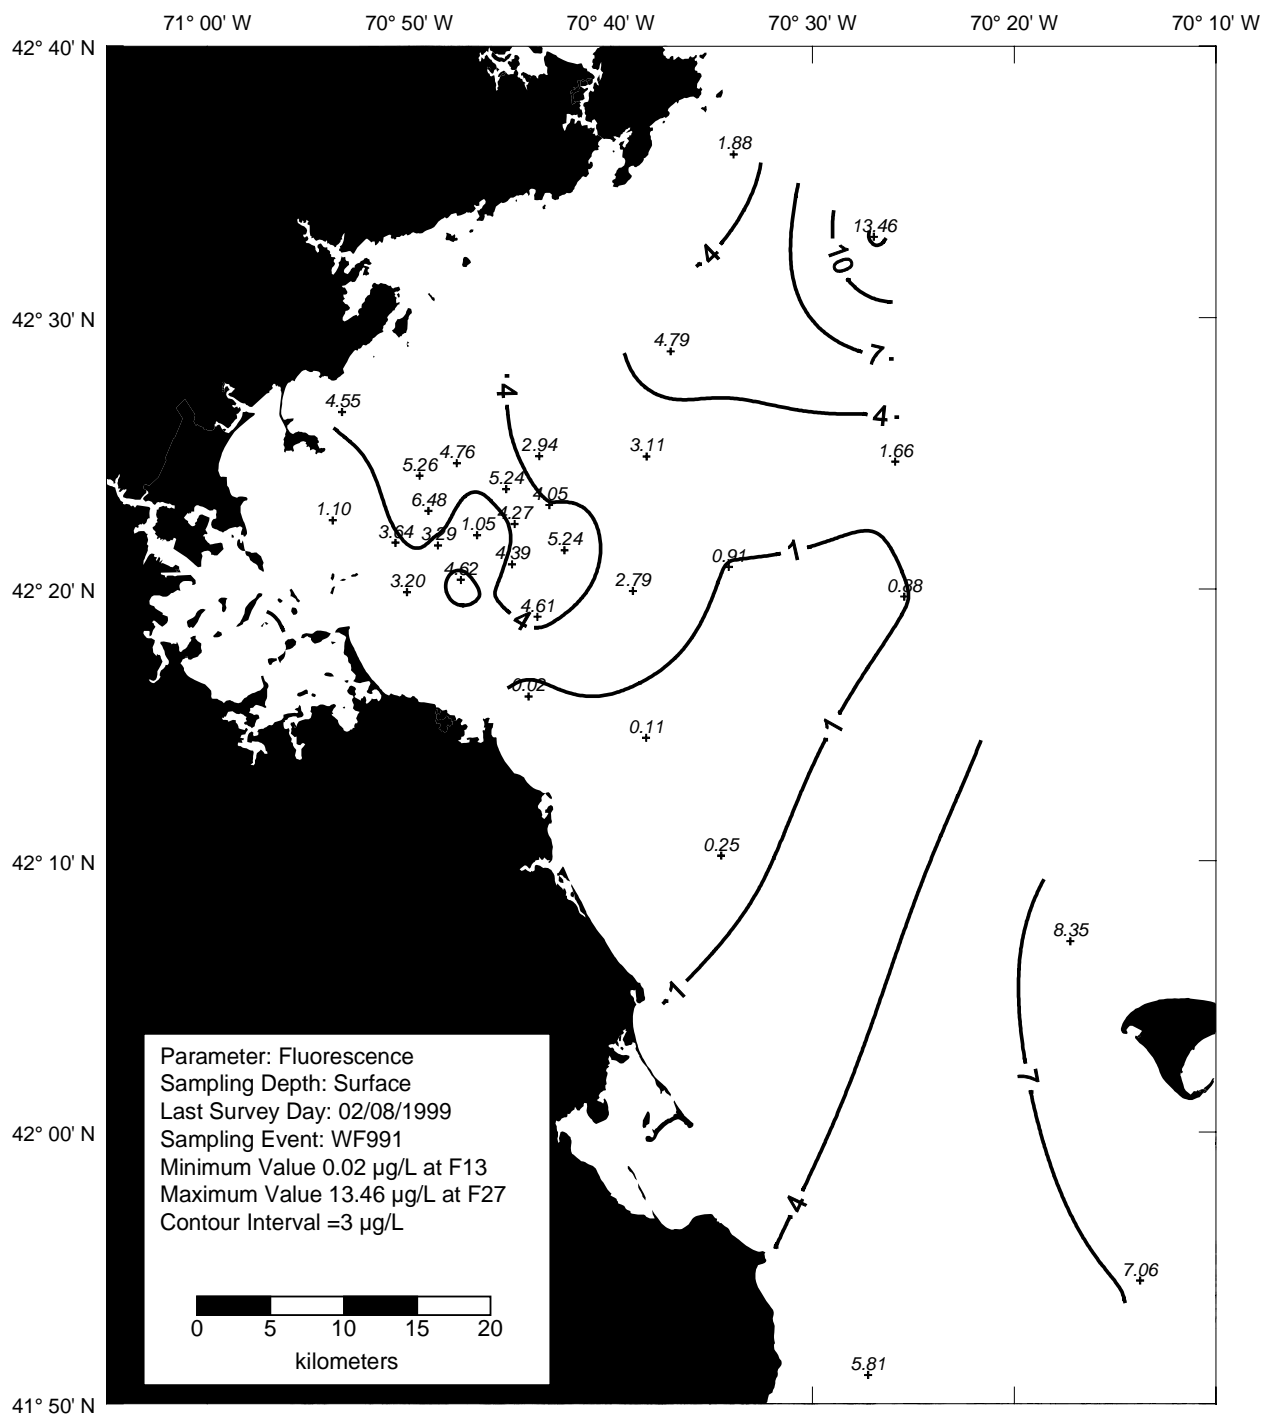 71° 00' W 70° 50' W 70° 40' W 70° 30' W 70° 20' W 70° 10' W
42° 40' N
1.88
13.46
4
10
42° 30' N
4.79
7
4
4.55
4
2.94
3.11
4.76
1.66
5.26
5.24
4.05
6.48
4.27
1.10
1.05
3.64
3.29
5.24
4.39
1
0.91
4.62
42° 20' N
3.20
2.79
0.88
4.61
4
0.02
0.11
1
0.25
42° 10' N
8.35
1
7
Parameter: Fluorescence
Sampling Depth: Surface
Last Survey Day: 02/08/1999
42° 00' N
Sampling Event: WF991
Minimum Value 0.02 µg/L at F13
Maximum Value 13.46 µg/L at F27
4
Contour Interval =3 µg/L
7.06
0 5 10 15 20
kilometers
5.81
41° 50' N